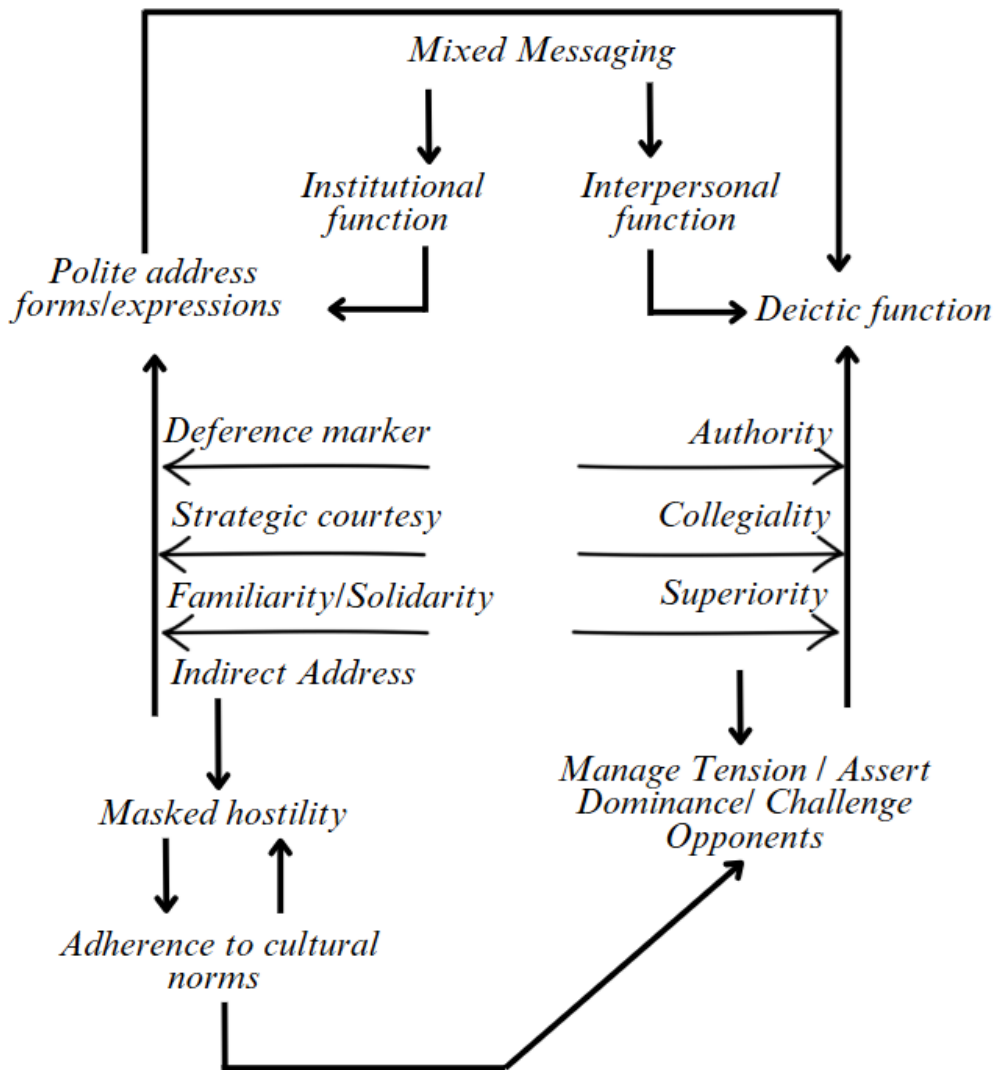 Mixed Messaging
Institutional
function
Interpersonal
function
Polite address
forms/expressions
Deictic function
Deference marker
Authority
Strategic courtesy
Collegiality
Familiarity/Solidarity
Superiority
Indirect Address
Manage Tension / Assert
Dominance/ Challenge
Opponents
Masked hostility
Adherence to cultural
norms